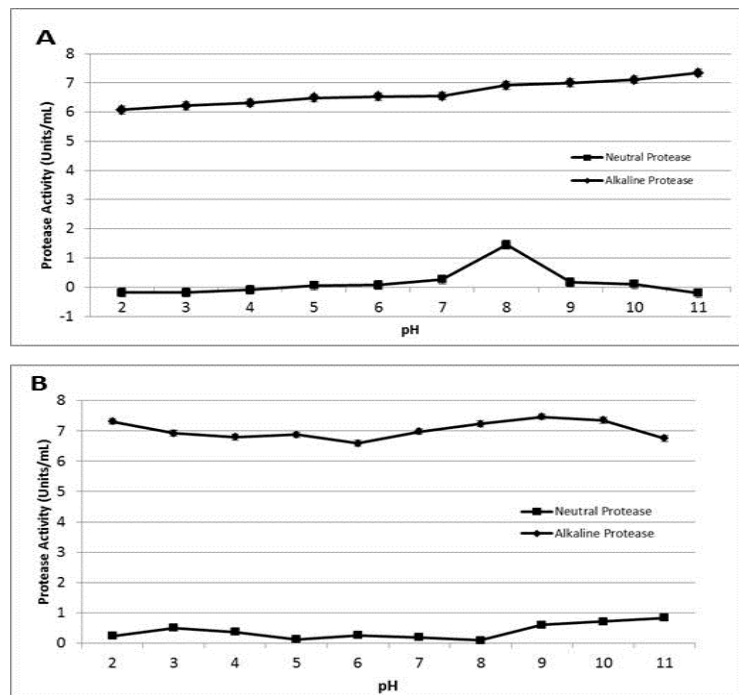 A
8
7
6
5
4
3
2
1
0
-1
Protease Activity (Units/mL)
Neutral Protease
Alkaline Protease
2 3 4 5 6 7 8 9 10 11
pH
B
8
7
6
5
4
3
2
1
0
Protease Activity (Units/mL)
Neutral Protease
Alkaline Protease
2 3 4 5 6 7 8 9 10 11
pH